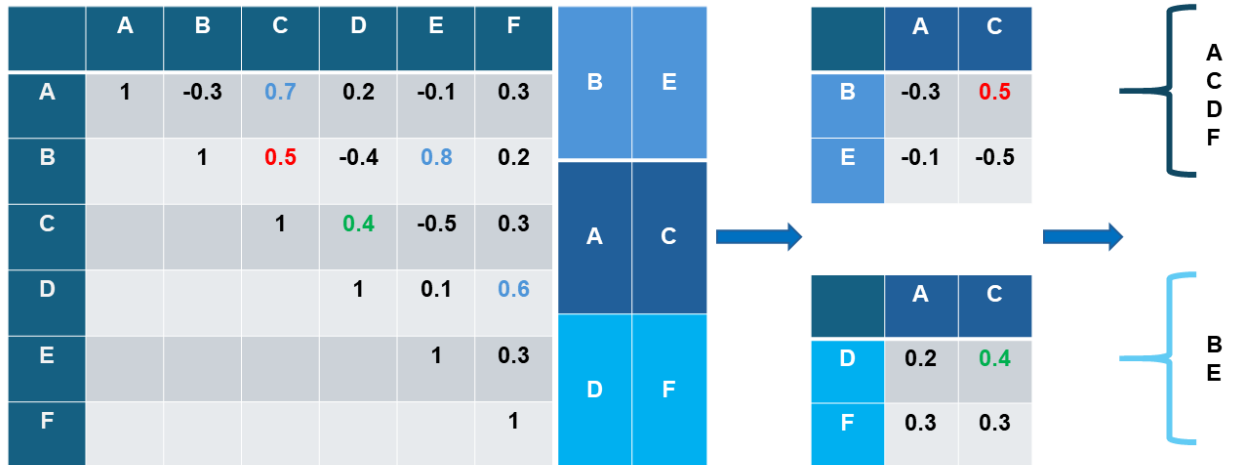 A B C D E F
A 1 -0.3 0.7 0.2 -0.1 0.3
B 1 0.5 -0.4 0.8 0.2
C 1 0.4 -0.5 0.3
D 1 0.1 0.6
E 1 0.3
F 1
B E
A C
D F
A C
B -0.3 0.5
E -0.1 -0.5
A C
D 0.2 0.4
F 0.3 0.3
A
C
D
F
B
E